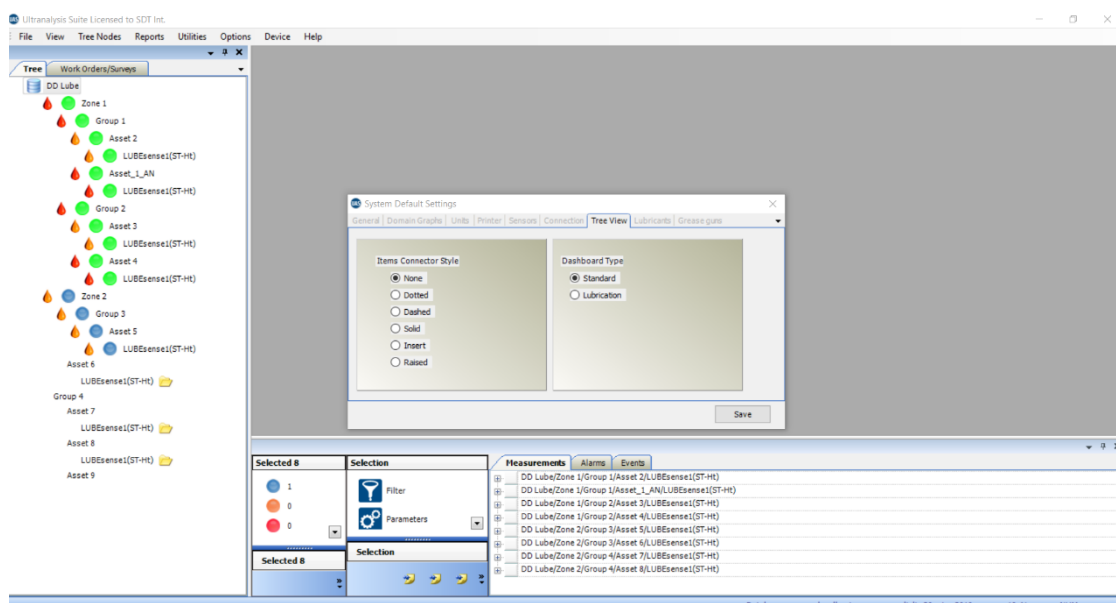 Ultranalysis Suite Licensed to SDT Int.
File View Tree Nodes Reports Utilities Options Device Help
Tree Work Orders/Surveys
DD Lube
Zone 1
Group 1
Asset 2
LUBEsense1(ST-Ht)
Asset_1_AN
LUBEsense1(ST-Ht)
Group 2
Asset 3
LUBEsense1(ST-Ht)
Asset 4
LUBEsense1(ST-Ht)
Zone 2
Group 3
Asset 5
LUBEsense1(ST-Ht)
Asset 6
LUBEsense1(ST-Ht)
Group 4
Asset 7
LUBEsense1(ST-Ht)
Asset 8
LUBEsense1(ST-Ht)
Asset 9
System Default Settings
General Domain Graphs Units Printer Sensors Connection Tree View Lubricants Grease guns
Items Connector Style
None
Dotted
Dashed
Solid
Insert
Raised
Dashboard Type
Standard
Lubrication
Save
Selected 8
1
0
0
Selected 8
Selection
Filter
Parameters
Selection
Measurements Alarms Events
DD Lube/Zone 1/Group 1/Asset 2/LUBEsense1(ST-Ht)
DD Lube/Zone 1/Group 1/Asset_1_AN/LUBEsense1(ST-Ht)
DD Lube/Zone 1/Group 2/Asset 3/LUBEsense1(ST-Ht)
DD Lube/Zone 1/Group 2/Asset 4/LUBEsense1(ST-Ht)
DD Lube/Zone 2/Group 3/Asset 5/LUBEsense1(ST-Ht)
DD Lube/Zone 2/Group 3/Asset 6/LUBEsense1(ST-Ht)
DD Lube/Zone 2/Group 4/Asset 7/LUBEsense1(ST-Ht)
DD Lube/Zone 2/Group 4/Asset 8/LUBEsense1(ST-Ht)